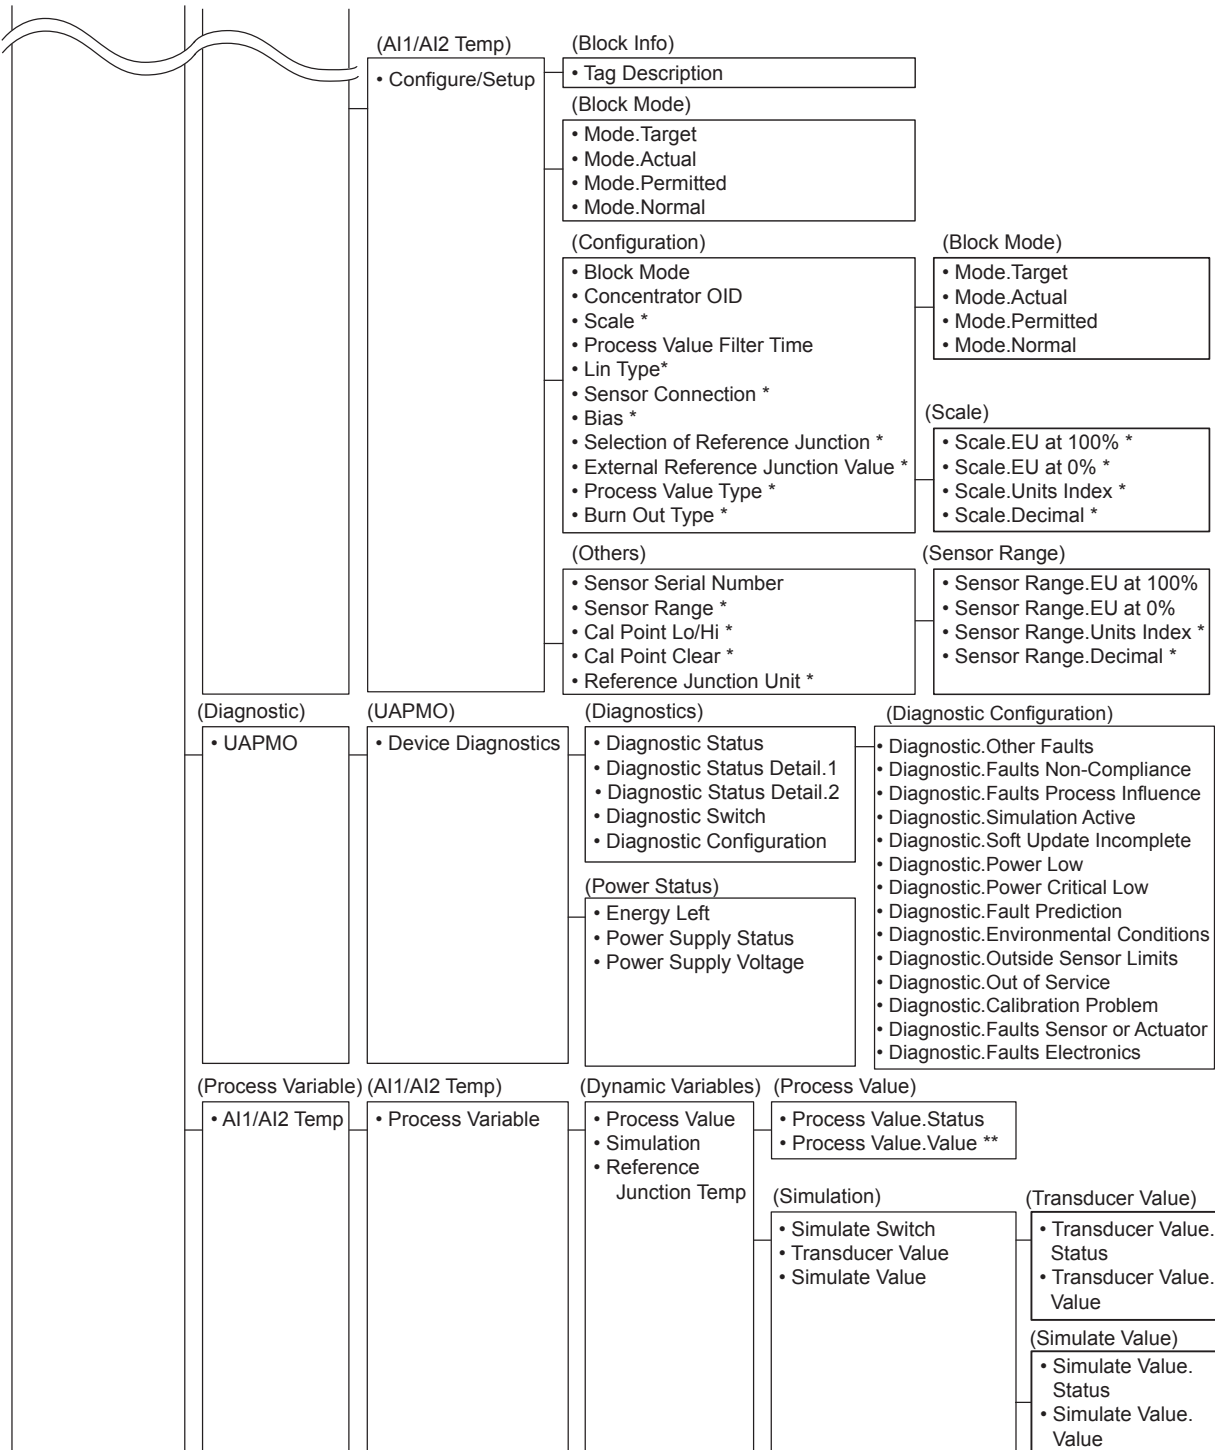 (AI1/AI2 Temp)
• Configure/Setup
(Block Info)
• Tag Description
(Block Mode)
• Mode.Target
• Mode.Actual
• Mode.Permitted
• Mode.Normal
(Configuration)
• Block Mode
• Concentrator OID
• Scale *
• Process Value Filter Time
• Lin Type*
• Sensor Connection *
• Bias *
• Selection of Reference Junction *
• External Reference Junction Value *
• Process Value Type *
• Burn Out Type *
(Block Mode)
• Mode.Target
• Mode.Actual
• Mode.Permitted
• Mode.Normal
(Scale)
• Scale.EU at 100% *
• Scale.EU at 0% *
• Scale.Units Index *
• Scale.Decimal *
(Others)
• Sensor Serial Number
• Sensor Range *
• Cal Point Lo/Hi *
• Cal Point Clear *
• Reference Junction Unit *
(Sensor Range)
• Sensor Range.EU at 100%
• Sensor Range.EU at 0%
• Sensor Range.Units Index *
• Sensor Range.Decimal *
(Diagnostic)
• UAPMO
(UAPMO)
• Device Diagnostics
(Diagnostics)
• Diagnostic Status
• Diagnostic Status Detail.1
• Diagnostic Status Detail.2
• Diagnostic Switch
• Diagnostic Configuration
(Power Status)
• Energy Left
• Power Supply Status
• Power Supply Voltage
(Diagnostic Configuration)
• Diagnostic.Other Faults
• Diagnostic.Faults Non-Compliance
• Diagnostic.Faults Process Influence
• Diagnostic.Simulation Active
• Diagnostic.Soft Update Incomplete
• Diagnostic.Power Low
• Diagnostic.Power Critical Low
• Diagnostic.Fault Prediction
• Diagnostic.Environmental Conditions
• Diagnostic.Outside Sensor Limits
• Diagnostic.Out of Service
• Diagnostic.Calibration Problem
• Diagnostic.Faults Sensor or Actuator
• Diagnostic.Faults Electronics
(Process Variable)
• AI1/AI2 Temp
(AI1/AI2 Temp)
• Process Variable
(Dynamic Variables)
• Process Value
• Simulation
• Reference
Junction Temp
(Process Value)
• Process Value.Status
• Process Value.Value **
(Simulation)
• Simulate Switch
• Transducer Value
• Simulate Value
(Transducer Value)
• Transducer Value.
Status
• Transducer Value.
Value
(Simulate Value)
• Simulate Value.
Status
• Simulate Value.
Value